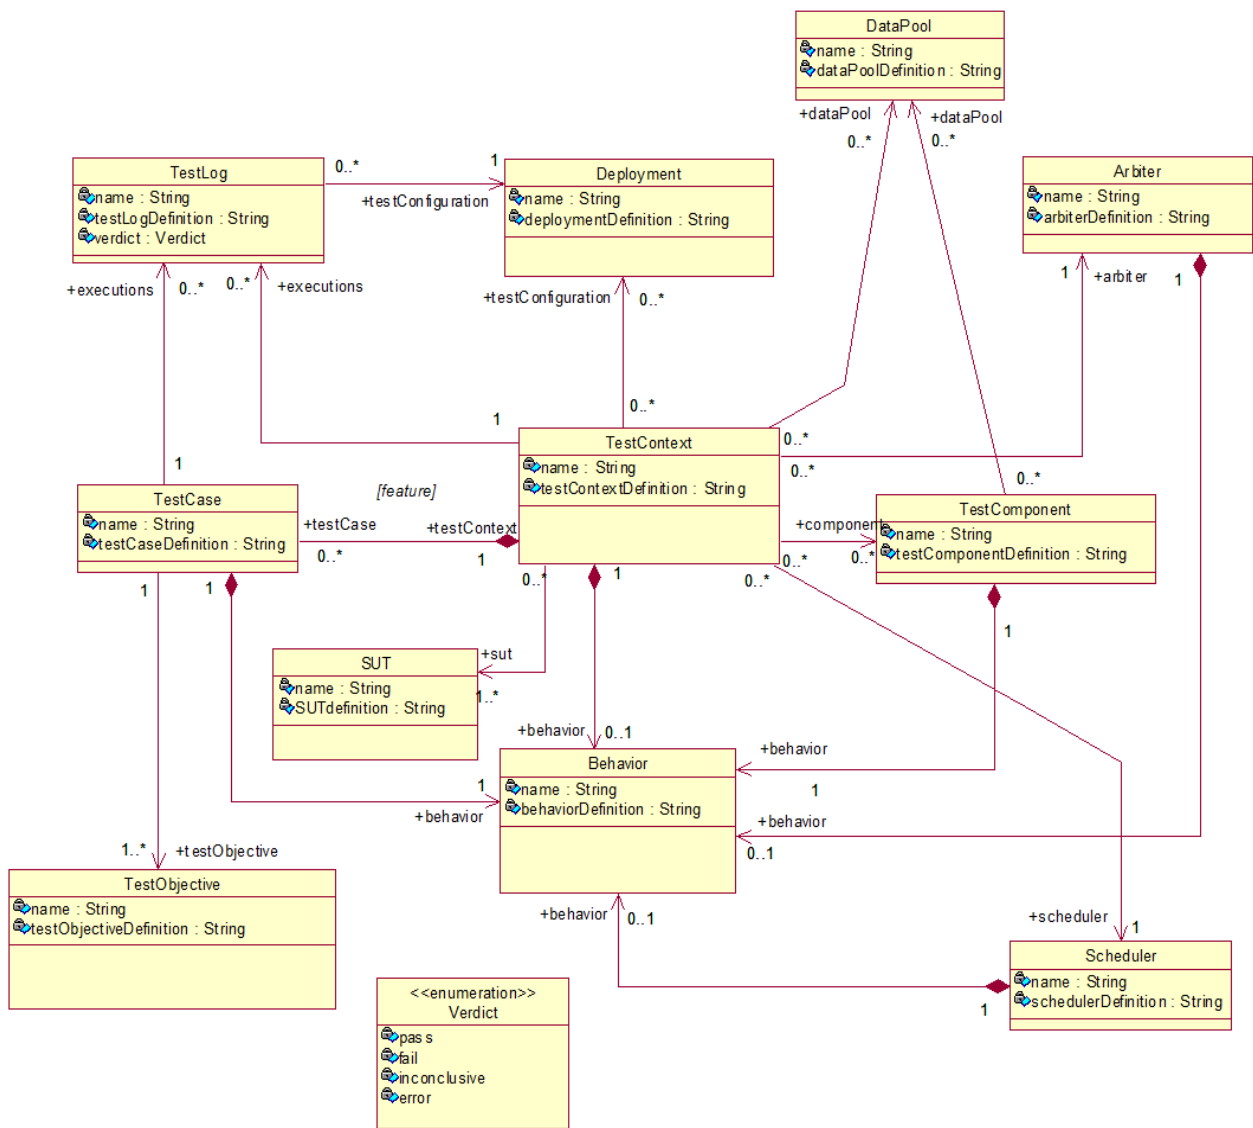 DataPool
name : String
dataPoolDefinition : String
+dataPool
0..*
+dataPool
0..*
TestLog
name : String
testLogDefinition : String
verdict : Verdict
0..*
1
+testConfiguration
Deployment
name : String
deploymentDefinition : String
Arbiter
name : String
arbiterDefinition : String
+executions
0..*
0..*
+executions
+testConfiguration
0..*
1
+arbiter
1
1
0..*
TestContext
name : String
testContextDefinition : String
0..*
0..*
0..*
1
[feature]
TestCase
name : String
testCaseDefinition : String
+testCase
0..*
+testContext
1
+component
0..*
0..*
TestComponent
name : String
testComponentDefinition : String
1
1
0..*
1
0..*
1
+sut
1..*
SUT
name : String
SUTdefinition : String
+behavior
0..1
Behavior
name : String
behaviorDefinition : String
+behavior
1
1
+behavior
+behavior
0..1
1..*
+testObjective
TestObjective
name : String
testObjectiveDefinition : String
+behavior
0..1
+scheduler
1
Scheduler
name : String
schedulerDefinition : String
1
<<enumeration>>
Verdict
pass
fail
inconclusive
error